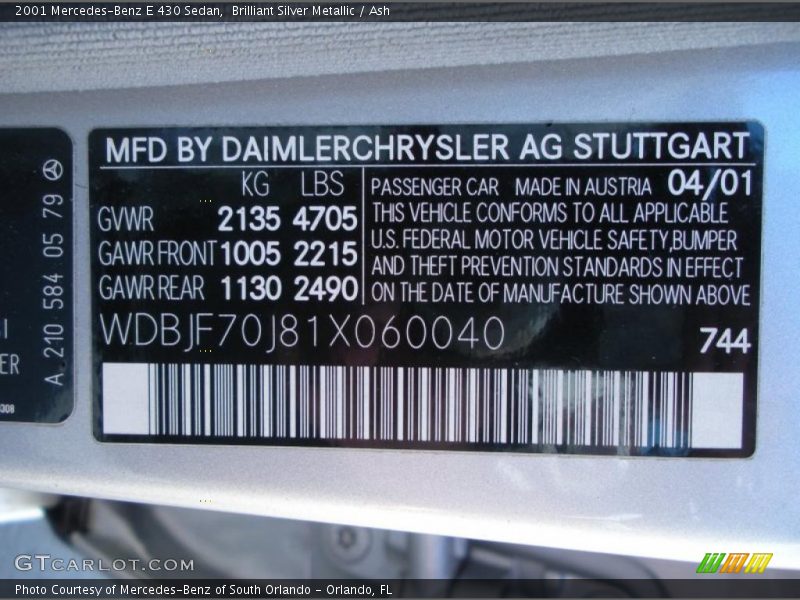 2001 Mercedes-Benz E 430 Sedan, Brilliant Silver Metallic / Ash
MFD BY DAIMLERCHRYSLER AG STUTTGART
KG LBS
GVWR 2135 4705
GAWR FRONT 1005 2215
GAWR REAR 1130 2490
PASSENGER CAR MADE IN AUSTRIA 04/01
THIS VEHICLE CONFORMS TO ALL APPLICABLE
U.S. FEDERAL MOTOR VEHICLE SAFETY,BUMPER
AND THEFT PREVENTION STANDARDS IN EFFECT
ON THE DATE OF MANUFACTURE SHOWN ABOVE
WDBJF70J81X060040
744
A 210 584 05 79
ER
308
GTCARLOT.COM
Photo Courtesy of Mercedes-Benz of South Orlando - Orlando, FL